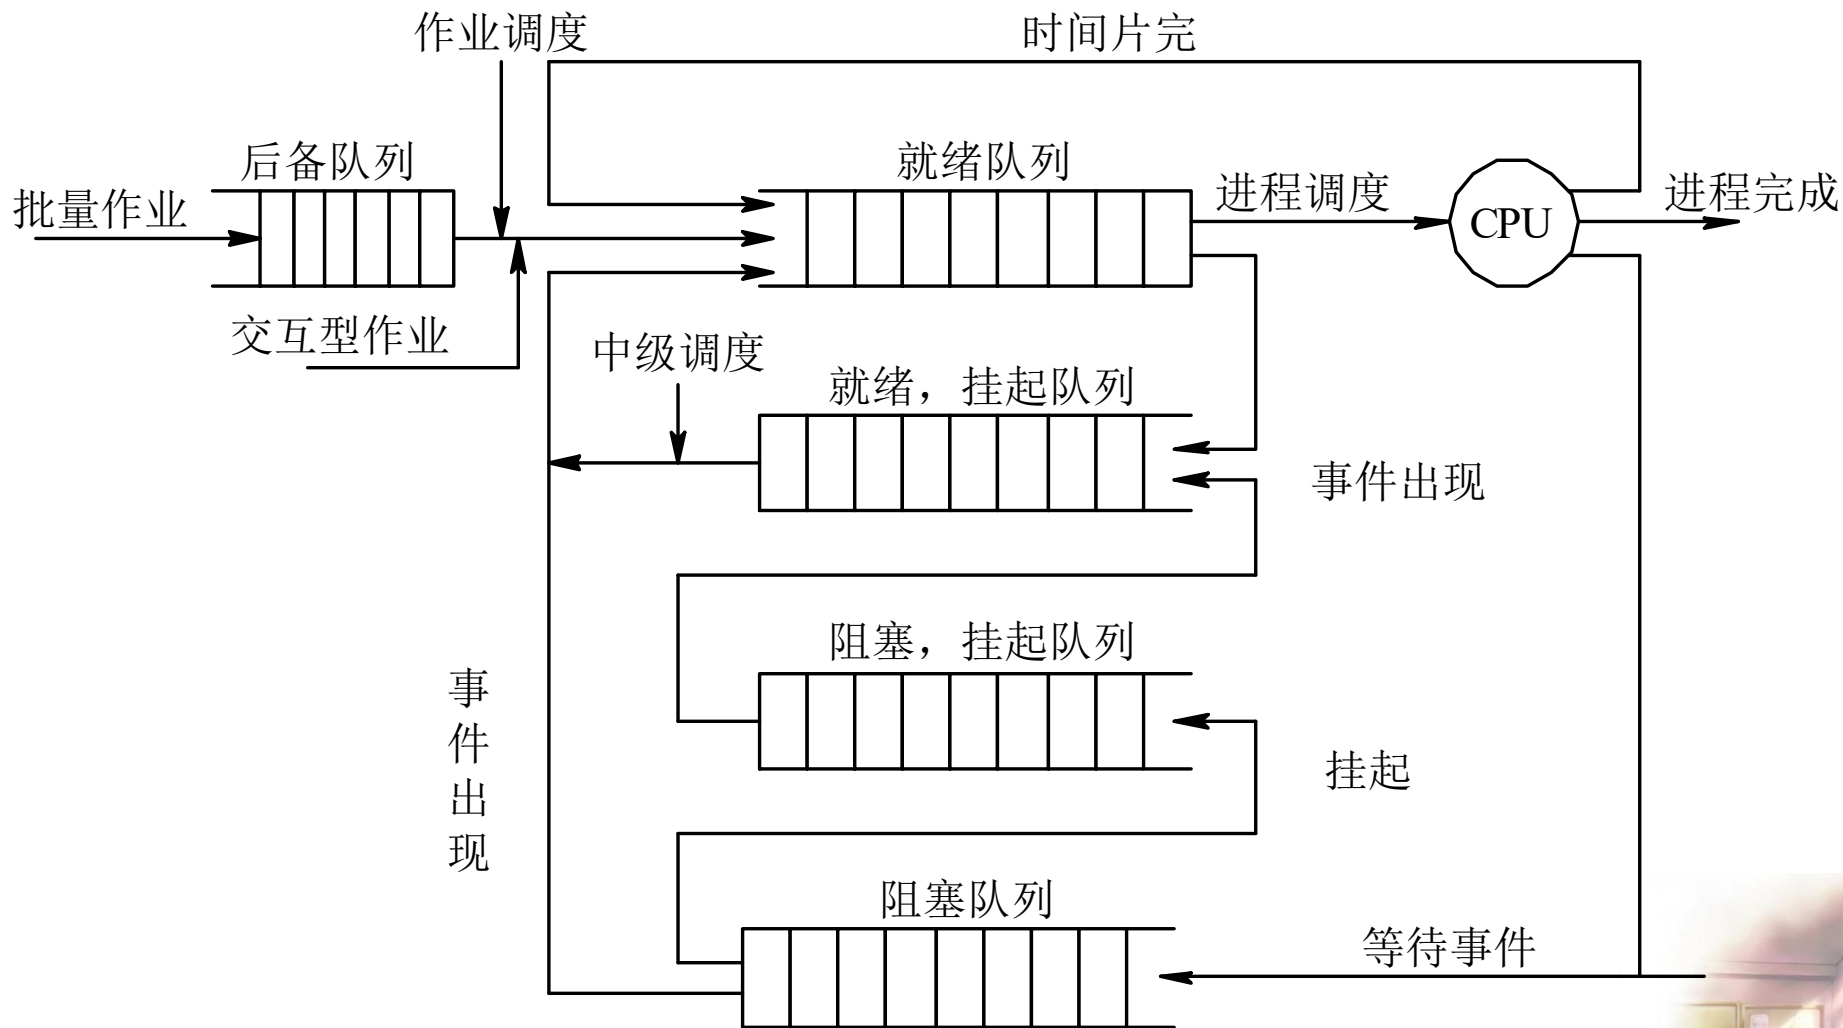 作业调度
时间片完
后备队列
就绪队列
批量作业
进程调度
CPU
进程完成
交互型作业
中级调度
就绪，挂起队列
事件出现
阻塞，挂起队列
事件出现
挂起
阻塞队列
等待事件